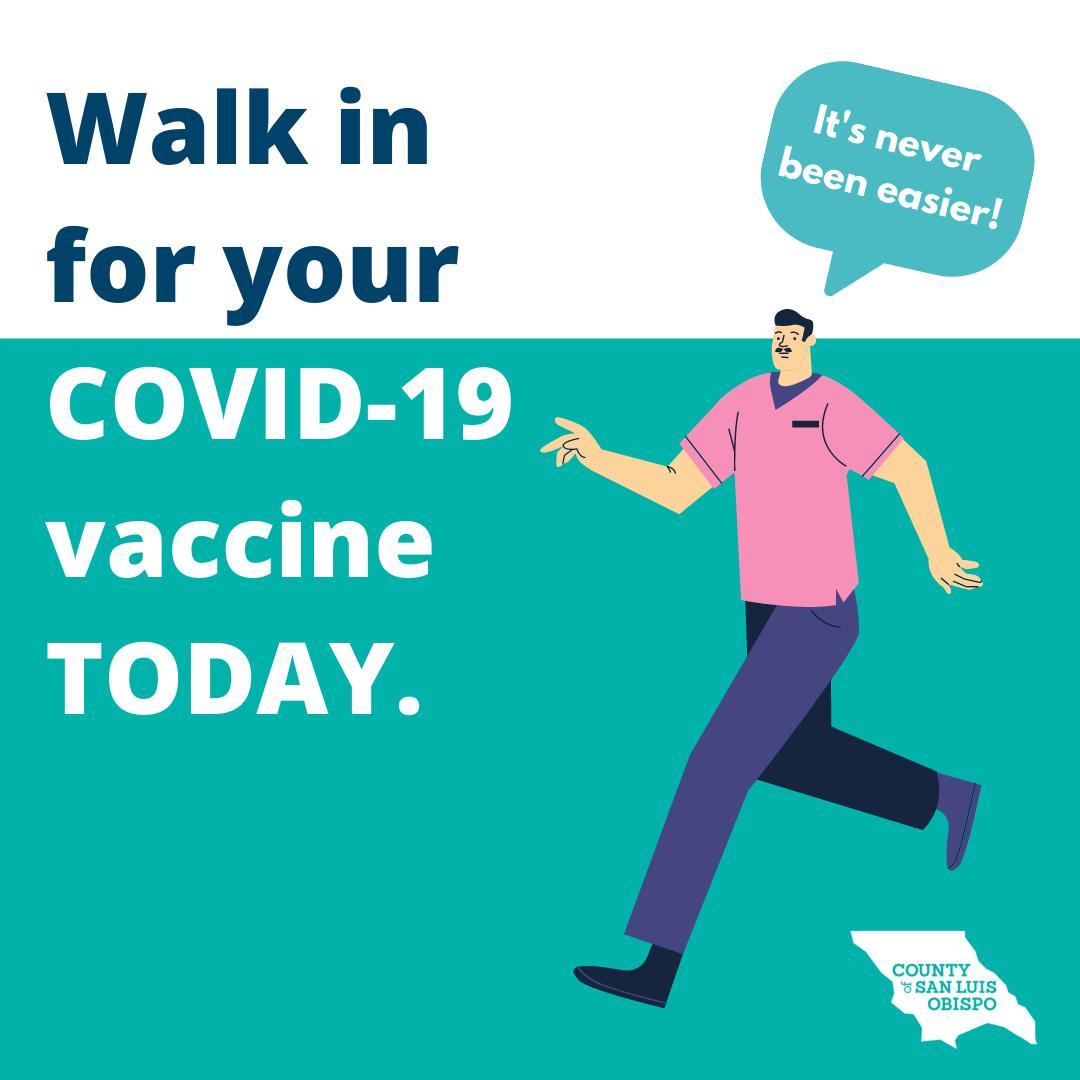 Walk in
for your
COVID-19
vaccine
TODAY.
It's never
been easier!
COUNTY
of SAN LUIS
OBISPO